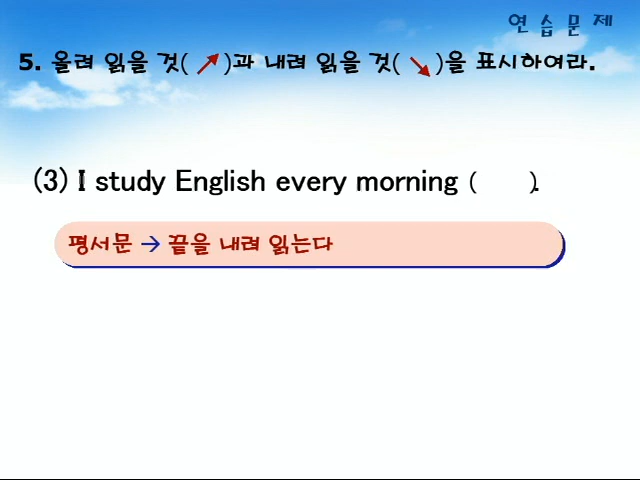 연 습 문 제
5. 올려 읽을 것( ↗ )과 내려 읽을 것( ↘ )을 표시하여라.
(3) I study English every morning (      ).
평서문 → 끝을 내려 읽는다